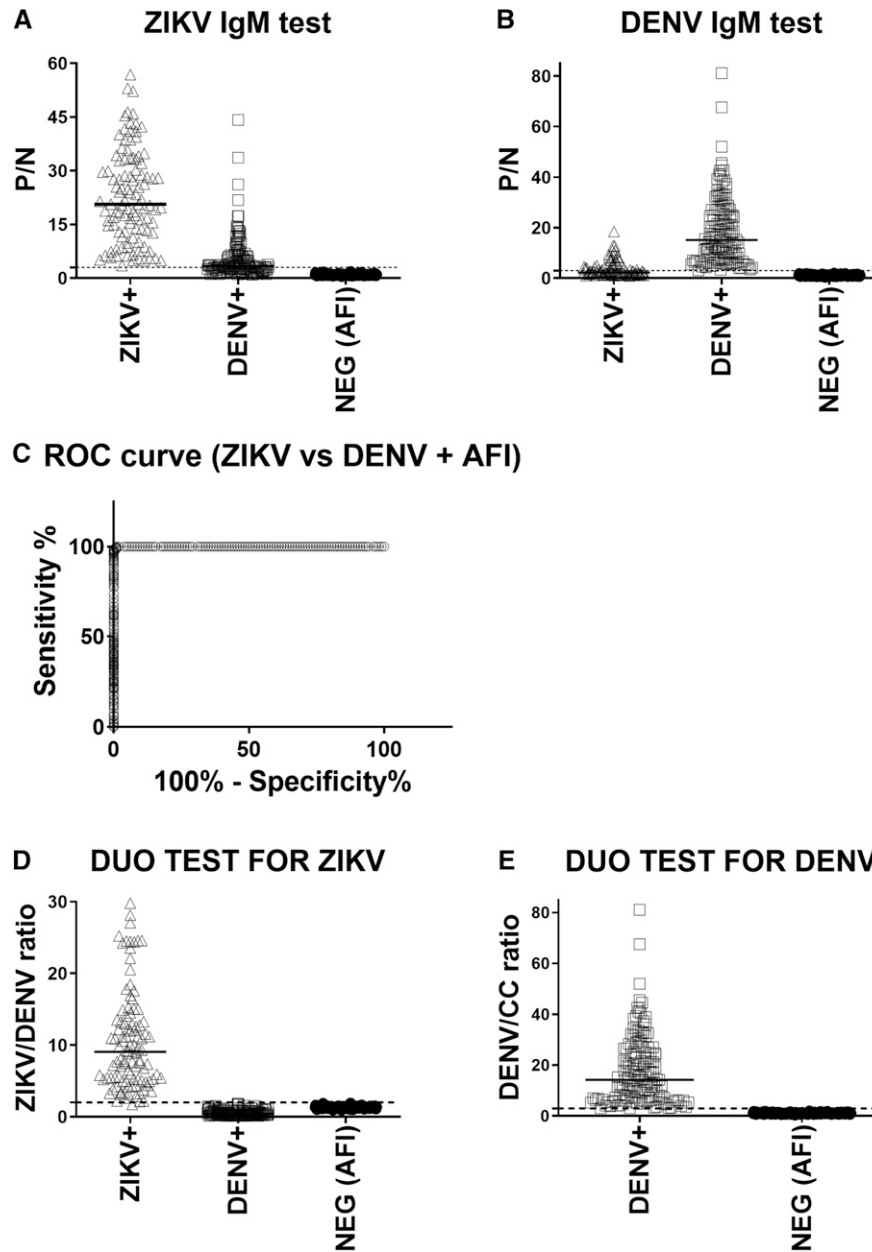 A ZIKV IgM test
P/N
60
45
30
15
0
ZIKV+
DENV+
NEG (AFI)
B DENV IgM test
P/N
80
60
40
20
0
ZIKV+
DENV+
NEG (AFI)
C ROC curve (ZIKV vs DENV + AFI)
Sensitivity %
100
50
0
0 50 100
100% - Specificity%
D DUO TEST FOR ZIKV
ZIKV/DENV ratio
30
20
10
0
ZIKV+
DENV+
NEG (AFI)
E DUO TEST FOR DENV
DENV/CC ratio
80
60
40
20
0
DENV+
NEG (AFI)